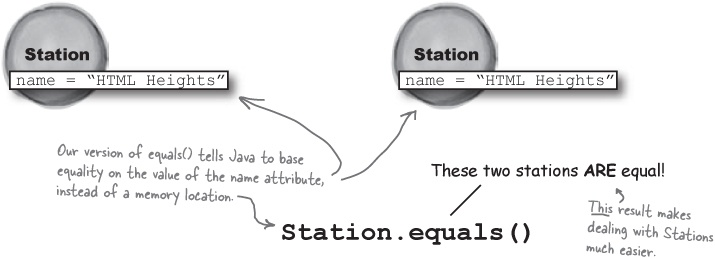 Station
name = “HTML Heights”
Station
name = “HTML Heights”
Our version of equals() tells Java to base
equality on the value of the name attribute,
instead of a memory location.
These two stations ARE equal!
Station.equals()
This result makes
dealing with Stations
much easier.